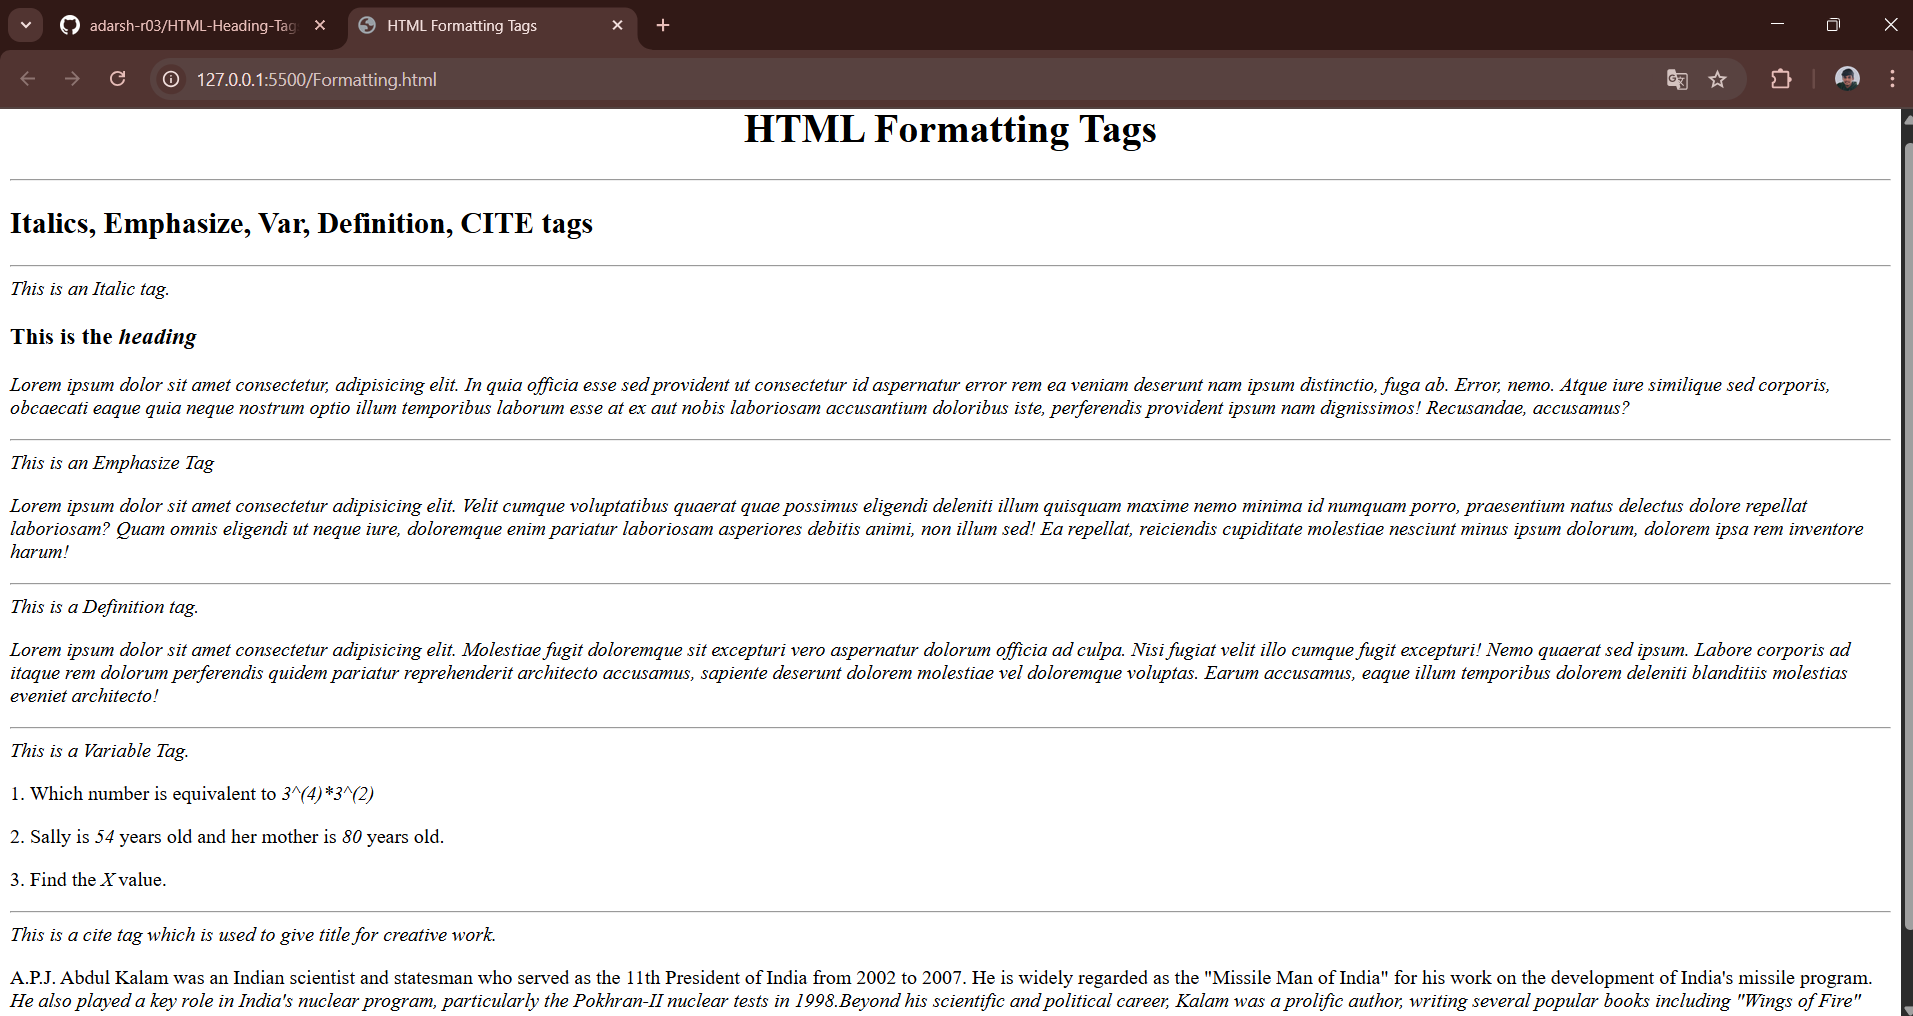 adarsh-r03/HTML-Heading-Tag
HTML Formatting Tags
127.0.0.1:5500/Formatting.html
HTML Formatting Tags
Italics, Emphasize, Var, Definition, CITE tags
This is an Italic tag.
This is the heading
Lorem ipsum dolor sit amet consectetur, adipisicing elit. In quia officia esse sed provident ut consectetur id aspernatur error rem ea veniam deserunt nam ipsum distinctio, fuga ab. Error, nemo. Atque iure similique sed corporis,
obcaecati eaque quia neque nostrum optio illum temporibus laborum esse at ex aut nobis laboriosam accusantium doloribus iste, perferendis provident ipsum nam dignissimos! Recusandae, accusamus?
This is an Emphasize Tag
Lorem ipsum dolor sit amet consectetur adipisicing elit. Velit cumque voluptatibus quaerat quae possimus eligendi deleniti illum quisquam maxime nemo minima id numquam porro, praesentium natus delectus dolore repellat
laboriosam? Quam omnis eligendi ut neque iure, doloremque enim pariatur laboriosam asperiores debitis animi, non illum sed! Ea repellat, reiciendis cupiditate molestiae nesciunt minus ipsum dolorum, dolorem ipsa rem inventore
harum!
This is a Definition tag.
Lorem ipsum dolor sit amet consectetur adipisicing elit. Molestiae fugit doloremque sit excepturi vero aspernatur dolorum officia ad culpa. Nisi fugiat velit illo cumque fugit excepturi! Nemo quaerat sed ipsum. Labore corporis ad
itaque rem dolorum perferendis quidem pariatur reprehenderit architecto accusamus, sapiente deserunt dolorem molestiae vel doloremque voluptas. Earum accusamus, eaque illum temporibus dolorem deleniti blanditiis molestias
eveniet architecto!
This is a Variable Tag.
1. Which number is equivalent to 3^(4)*3^(2)
2. Sally is 54 years old and her mother is 80 years old.
3. Find the X value.
This is a cite tag which is used to give title for creative work.
A.P.J. Abdul Kalam was an Indian scientist and statesman who served as the 11th President of India from 2002 to 2007. He is widely regarded as the "Missile Man of India" for his work on the development of India's missile program.
He also played a key role in India's nuclear program, particularly the Pokhran-II nuclear tests in 1998.Beyond his scientific and political career, Kalam was a prolific author, writing several popular books including "Wings of Fire"